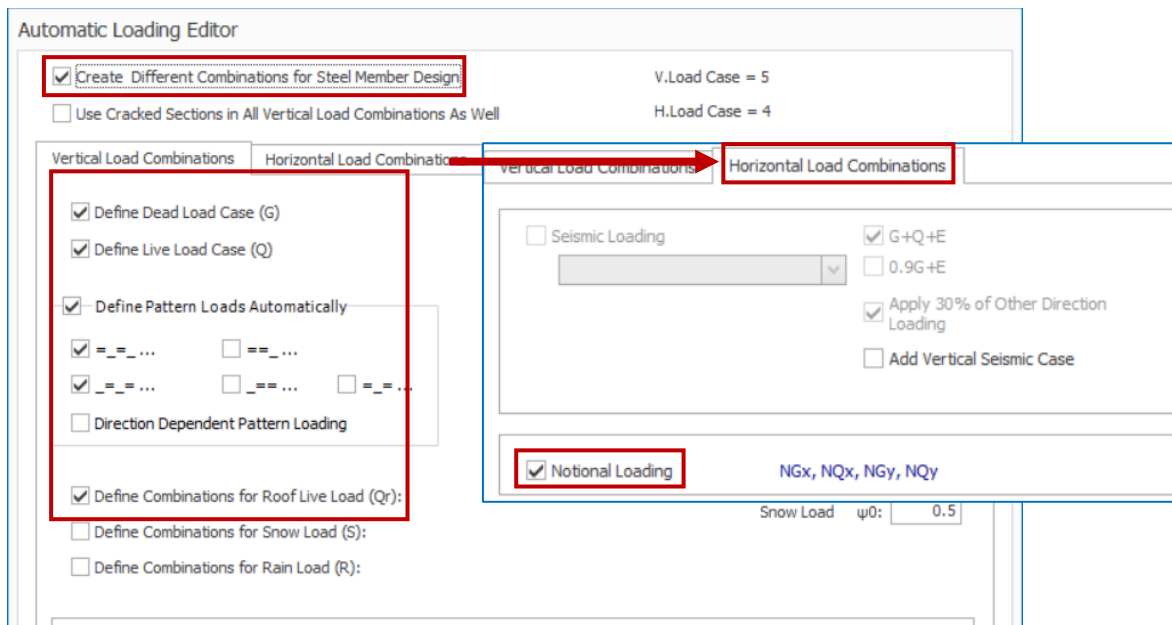 Automatic Loading Editor
Create Different Combinations for Steel Member Design
V.Load Case = 5
Use Cracked Sections in All Vertical Load Combinations As Well
H.Load Case = 4
Vertical Load Combinations
Horizontal Load Combinations
Define Dead Load Case (G)
Define Live Load Case (Q)
Define Pattern Loads Automatically
=_=_ ...
==_ ...
_=_= ...
_== ...
=_= ...
Direction Dependent Pattern Loading
Define Combinations for Roof Live Load (Qr):
Define Combinations for Snow Load (S):
Define Combinations for Rain Load (R):
Vertical Load Combinations
Horizontal Load Combinations
Seismic Loading
G+Q+E
0.9G+E
Apply 30% of Other Direction
Loading
Add Vertical Seismic Case
Notional Loading
NGx, NQx, NGy, NQy
Snow Load ψ0: 0.5